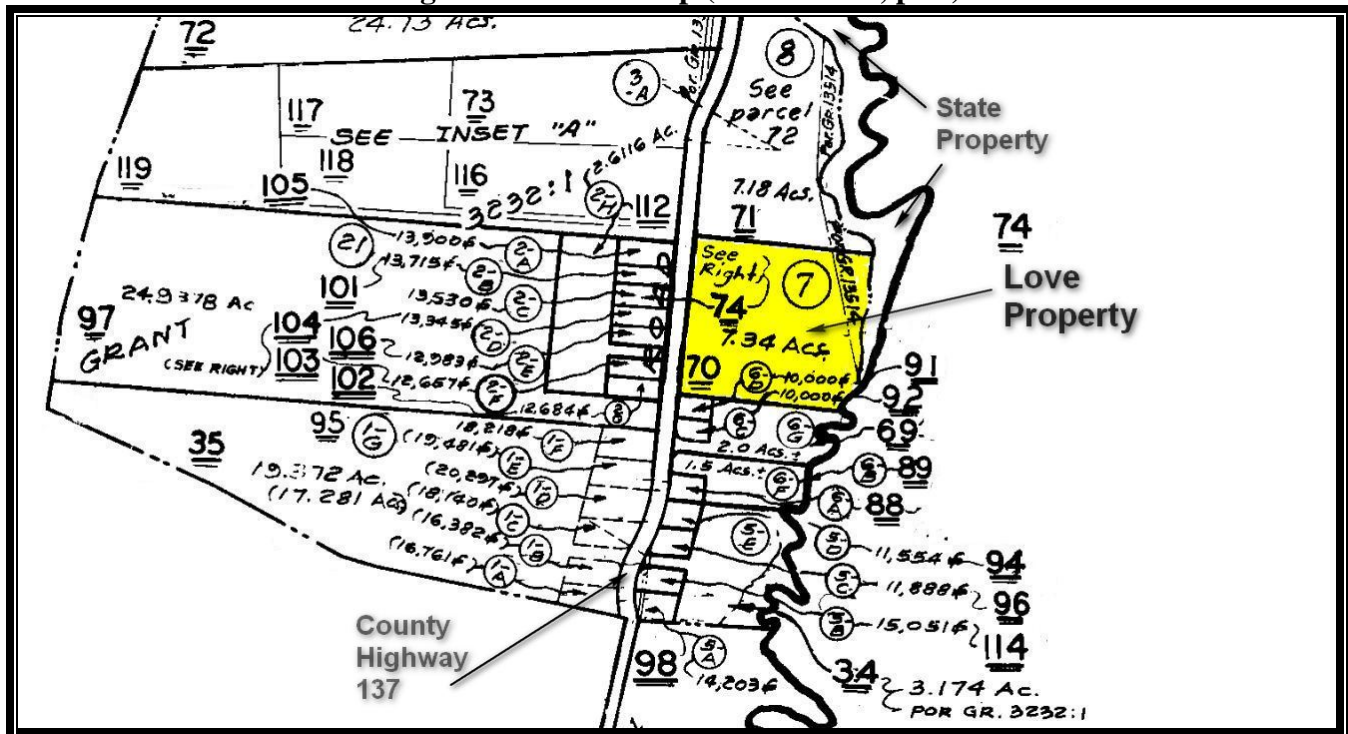 24.13 Acs.
72
3
-A
Por. GR. 13
8
See
parcel
72
Por. GR. 13514
State
Property
117
73
SEE INSET "A"
118
119
105
116
3232:1
2.6116 Ac.
2-H
112
7.18 Acs.
71
74
Love
Property
21
13,900
2-A
13,715
2-B
101
13,530
2-C
13,345
2-D
See
Right
7
74
7.34 Acs.
24.9378 Ac
97
GRANT
104
(SEE RIGHT)
103
106
12,983
2-E
102
12,657
2-F
12,684
70
6-D
10,000
10,000
91
92
6-C
6-G
2.0 Acs.±
69
35
95
1-G
18,218
1-F
(19,481)
1-E
(20,297)
1-D
(18,140)
1-C
(16,382)
1-B
(16,761)
1-A
19.372 Ac.
(17.281 Acs)
1.5 Acs.±
6-F
6-B
89
6-A
88
5-E
5-D
11,554
94
5-C
11,888
96
5-B
15,051
114
County
Highway
137
98
5-A
14,203
34
3.174 Ac.
POR GR. 3232:1